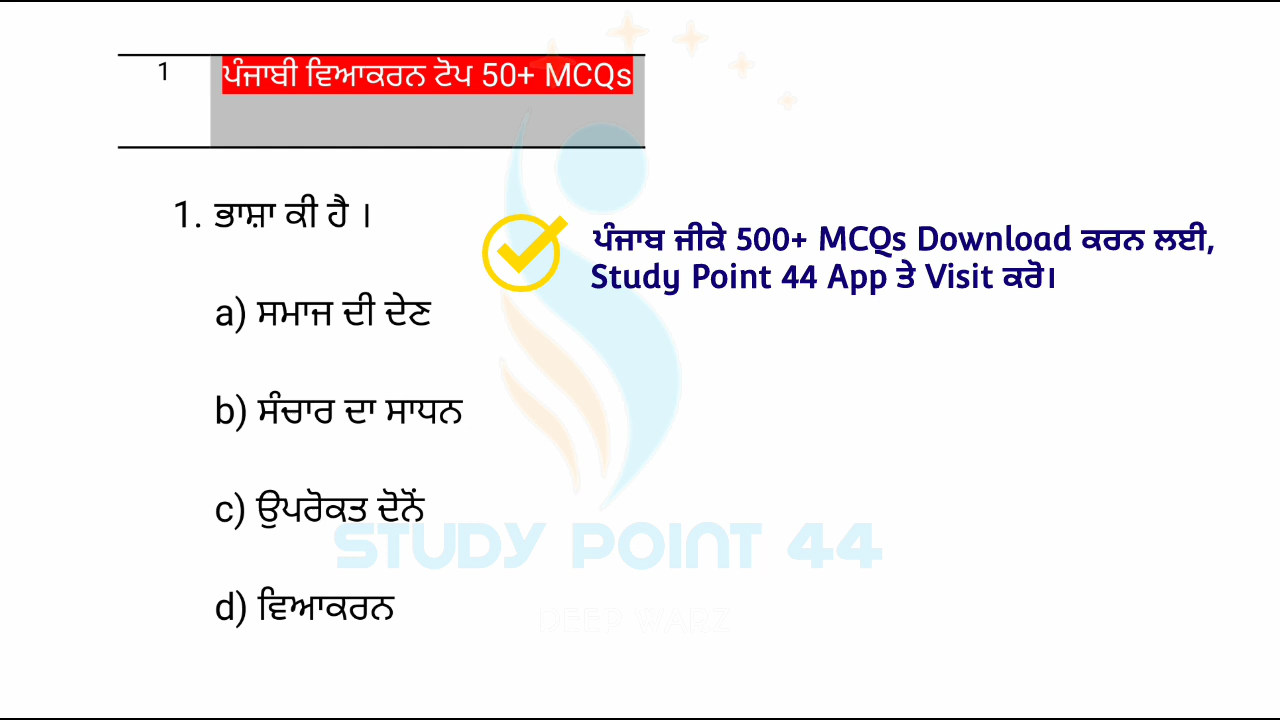 1
ਪੰਜਾਬੀ ਵਿਆਕਰਨ ਟੋਪ 50+ MCQs
1. ਭਾਸ਼ਾ ਕੀ ਹੈ ।
ਪੰਜਾਬ ਜੀਕੇ 500+ MCQs Download ਕਰਨ ਲਈ,
Study Point 44 App ਤੇ Visit ਕਰੋ।
a) ਸਮਾਜ ਦੀ ਦੇਣ
b) ਸੰਚਾਰ ਦਾ ਸਾਧਨ
c) ਉਪਰੋਕਤ ਦੋਨੋਂ
STUDY POINT 44
d) ਵਿਆਕਰਨ
DEEP WARZ